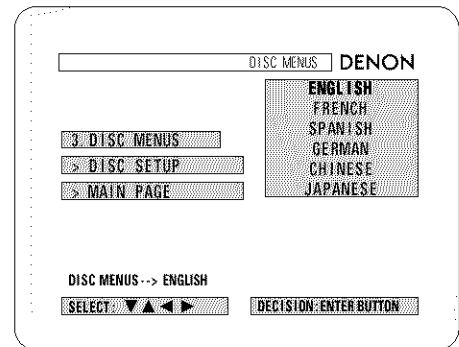 DISC MENUS DENON
ENGLISH
FRENCH
SPANISH
GERMAN
CHINESE
JAPANESE
3 DISC MENUS
> DISC SETUP
> MAIN PAGE
DISC MENUS --> ENGLISH
SELECT: ▼▲◀▶
DECISION:ENTER BUTTON